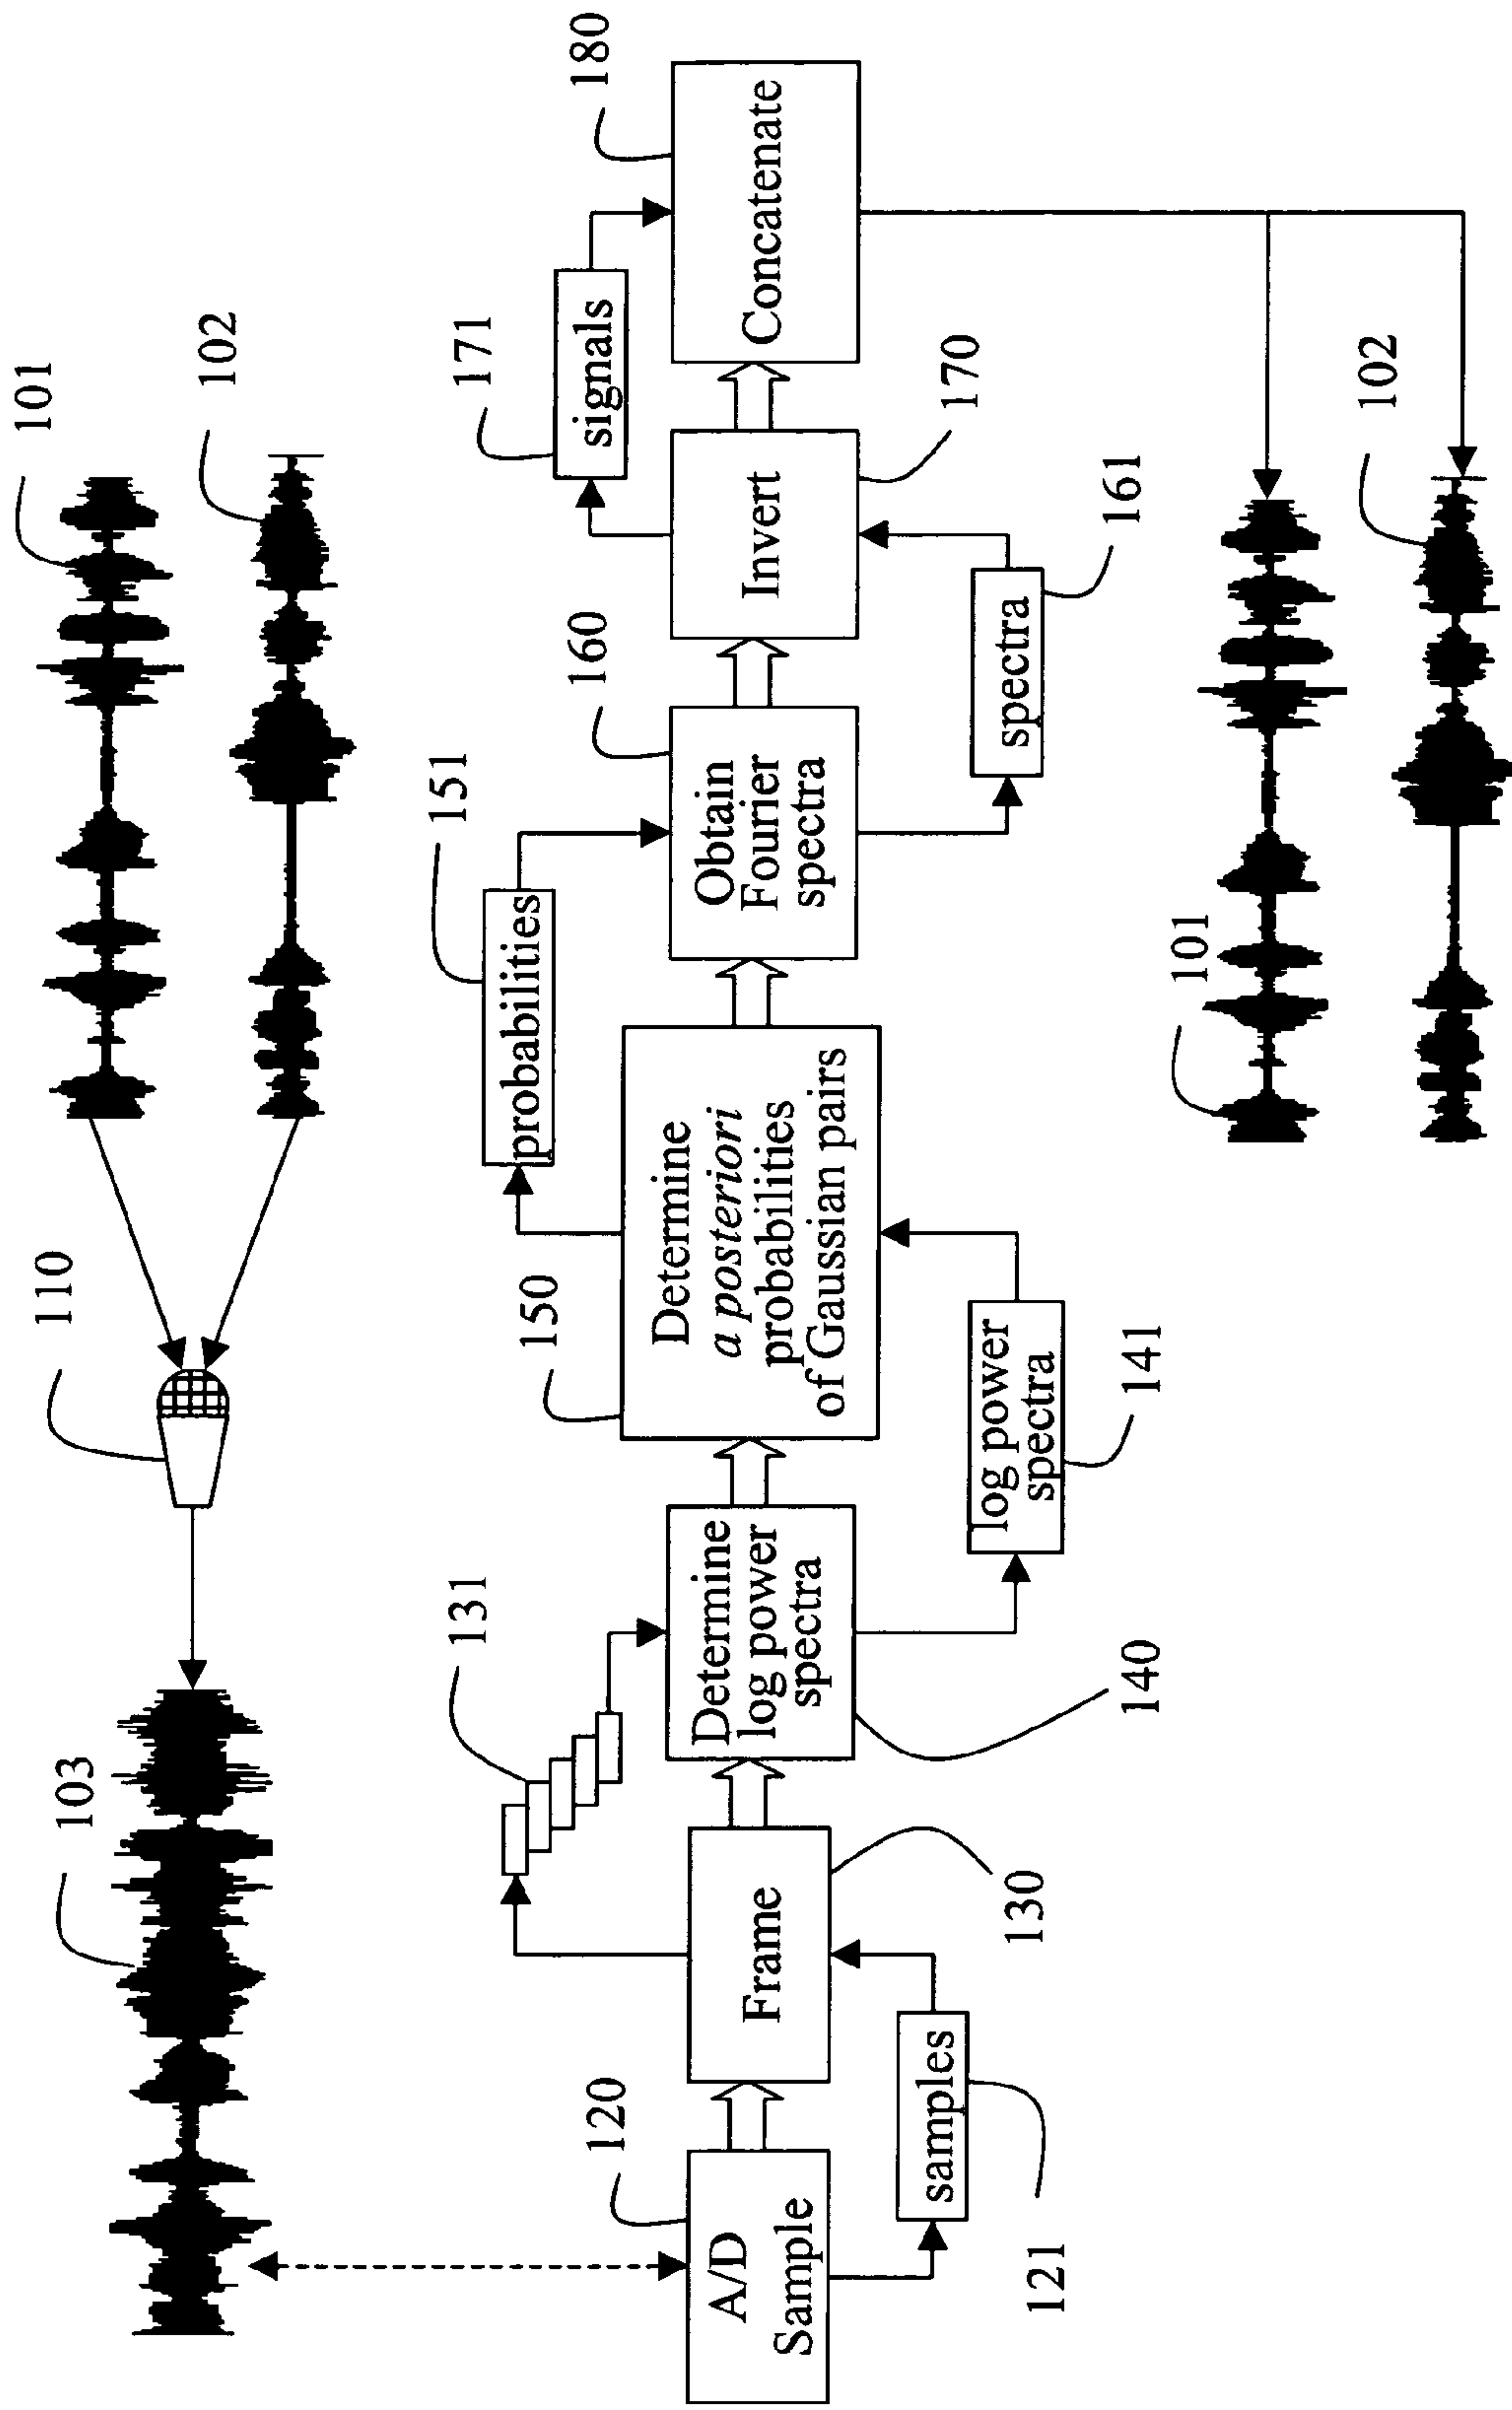 101
102
110
103
A/D
Sample
120
samples
121
Frame
130
131
Determine
log power
spectra
140
log power
spectra
141
Determine
a posteriori
probabilities
of Gaussian pairs
150
probabilities
151
Obtain
Fourier
spectra
160
spectra
161
Invert
170
signals
171
Concatenate
180
101
102